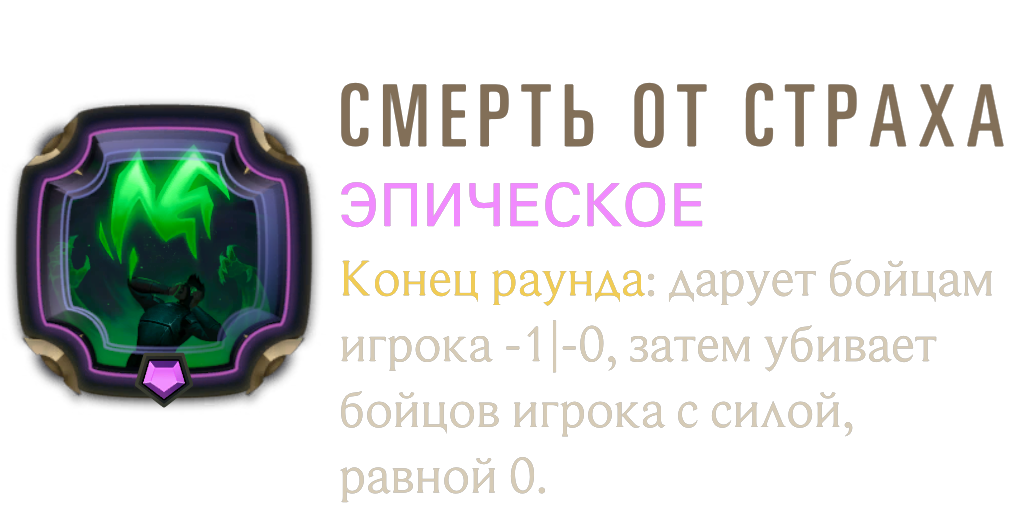 СМЕРТЬ ОТ СТРАХА
ЭПИЧЕСКОЕ
Конец раунда: дарует бойцам
игрока -1|-0, затем убивает
бойцов игрока с силой,
равной 0.